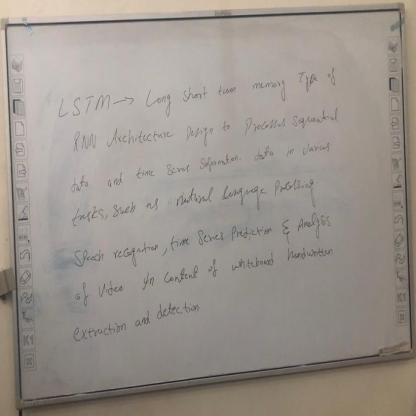 LSTM → Long short term memory Type of
RNN Architecture Design to Processes Sequential
data and time Series Separation data in various
tasks, such as natural language Processing
Speech recognition, time Series Prediction & Analysis
of Video in Content of whiteboard handwritten
extraction and detection